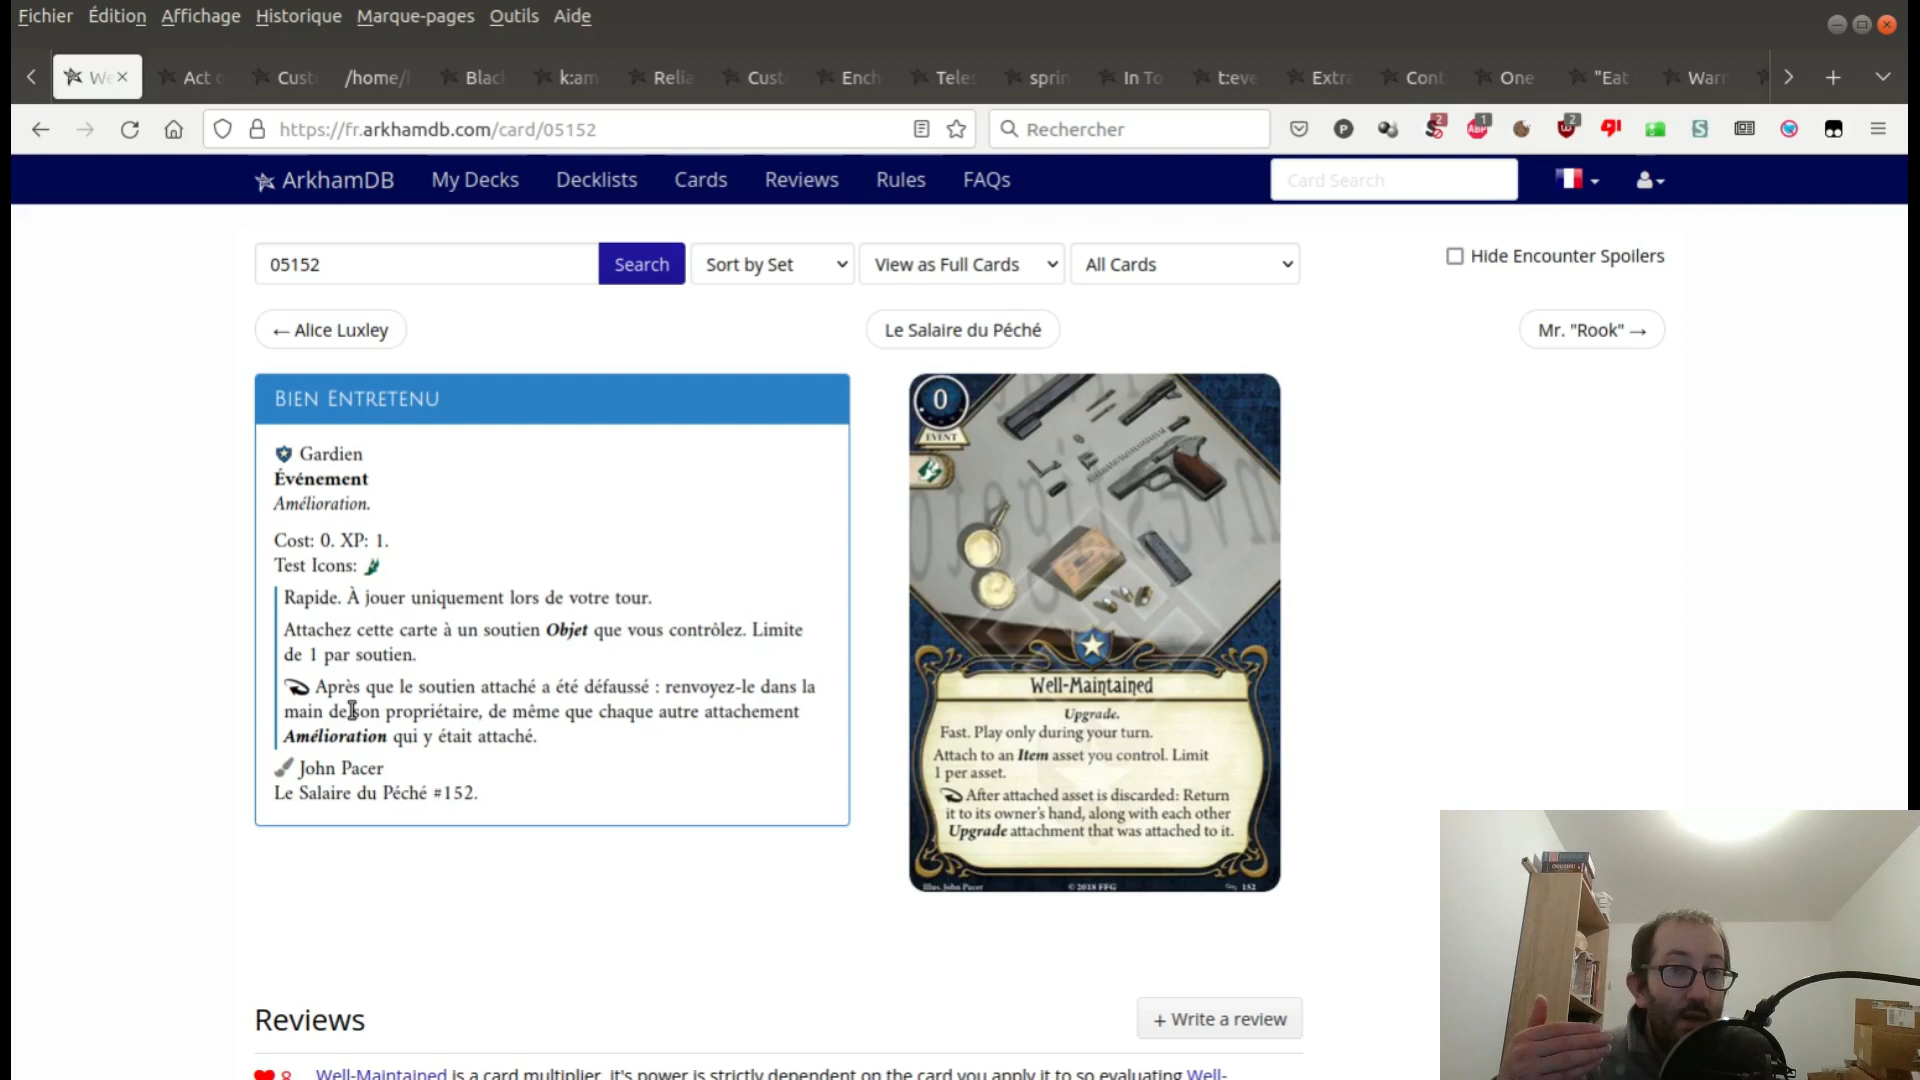 Fichier Édition Affichage Historique Marque-pages Outils Aide
We Act Cust /home/ Blac k:am Relia Cust Ench Teles sprin In To t:eve Extra Cont One "Eat Warr
https://fr.arkhamdb.com/card/05152 Rechercher
ArkhamDB My Decks Decklists Cards Reviews Rules FAQs Card Search
05152 Search Sort by Set View as Full Cards All Cards Hide Encounter Spoilers
← Alice Luxley Le Salaire du Péché Mr. "Rook" →
Bien Entretenu
Gardien
Événement
Amélioration.
Cost: 0. XP: 1.
Test Icons:
Rapide. À jouer uniquement lors de votre tour.
Attachez cette carte à un soutien Objet que vous contrôlez. Limite
de 1 par soutien.
Après que le soutien attaché a été défaussé : renvoyez-le dans la
main de son propriétaire, de même que chaque autre attachement
Amélioration qui y était attaché.
John Pacer
Le Salaire du Péché #152.
0
EVENT
Well-Maintained
Upgrade.
Fast. Play only during your turn.
Attach to an Item asset you control. Limit
1 per asset.
After attached asset is discarded: Return
it to its owner's hand, along with each other
Upgrade attachment that was attached to it.
Illus. John Pacer © 2018 FFG 152
Reviews + Write a review
8 Well-Maintained is a card multiplier, it's power is strictly dependent on the card you apply it to so evaluating Well-